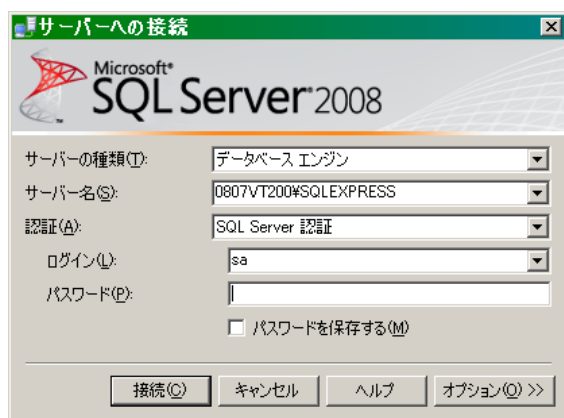 サーバーへの接続
Microsoft®
SQL Server® 2008
サーバーの種類(T): データベース エンジン
サーバー名(S): 0807VT200¥SQLEXPRESS
認証(A): SQL Server 認証
ログイン(L): sa
パスワード(P):
パスワードを保存する(M)
接続(C) キャンセル ヘルプ オプション(O) >>